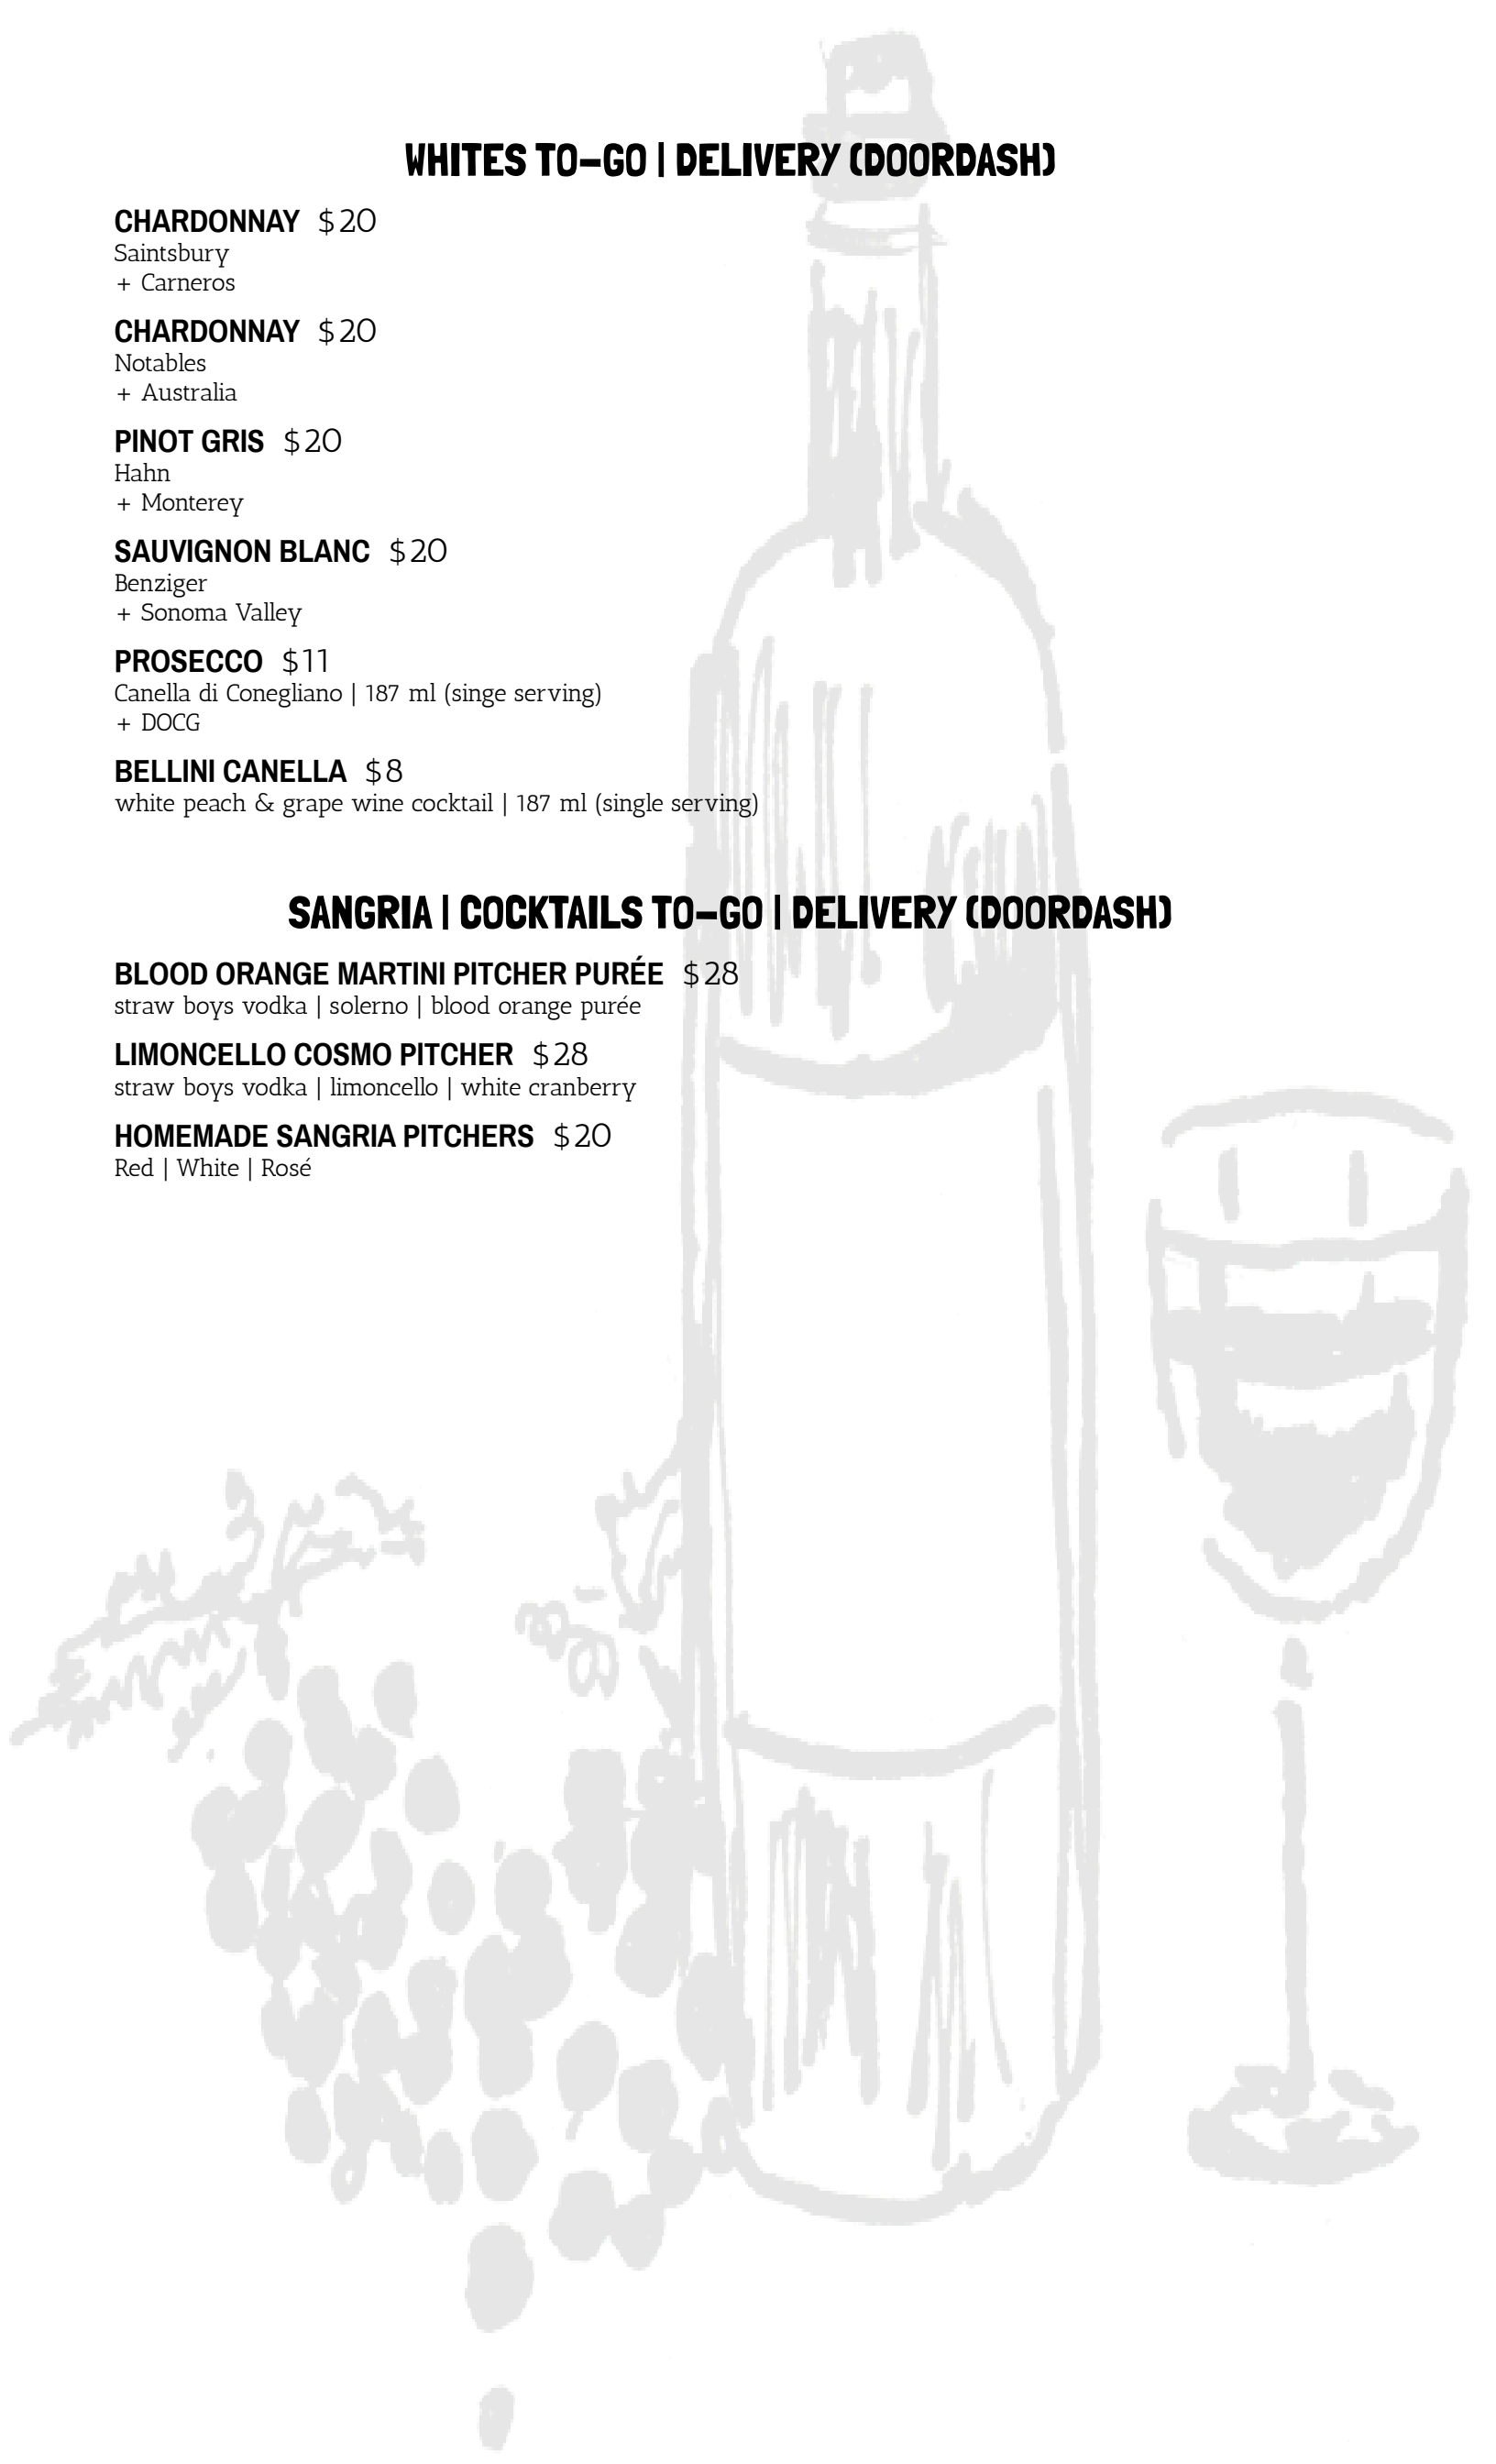 WHITES TO-GO | DELIVERY (DOORDASH)
CHARDONNAY $20
Saintsbury
+ Carneros
CHARDONNAY $20
Notables
+ Australia
PINOT GRIS $20
Hahn
+ Monterey
SAUVIGNON BLANC $20
Benziger
+ Sonoma Valley
PROSECCO $11
Canella di Conegliano | 187 ml (singe serving)
+ DOCG
BELLINI CANELLA $8
white peach & grape wine cocktail | 187 ml (single serving)
SANGRIA | COCKTAILS TO-GO | DELIVERY (DOORDASH)
BLOOD ORANGE MARTINI PITCHER PURÉE $28
straw boys vodka | solerno | blood orange purée
LIMONCELLO COSMO PITCHER $28
straw boys vodka | limoncello | white cranberry
HOMEMADE SANGRIA PITCHERS $20
Red | White | Rosé